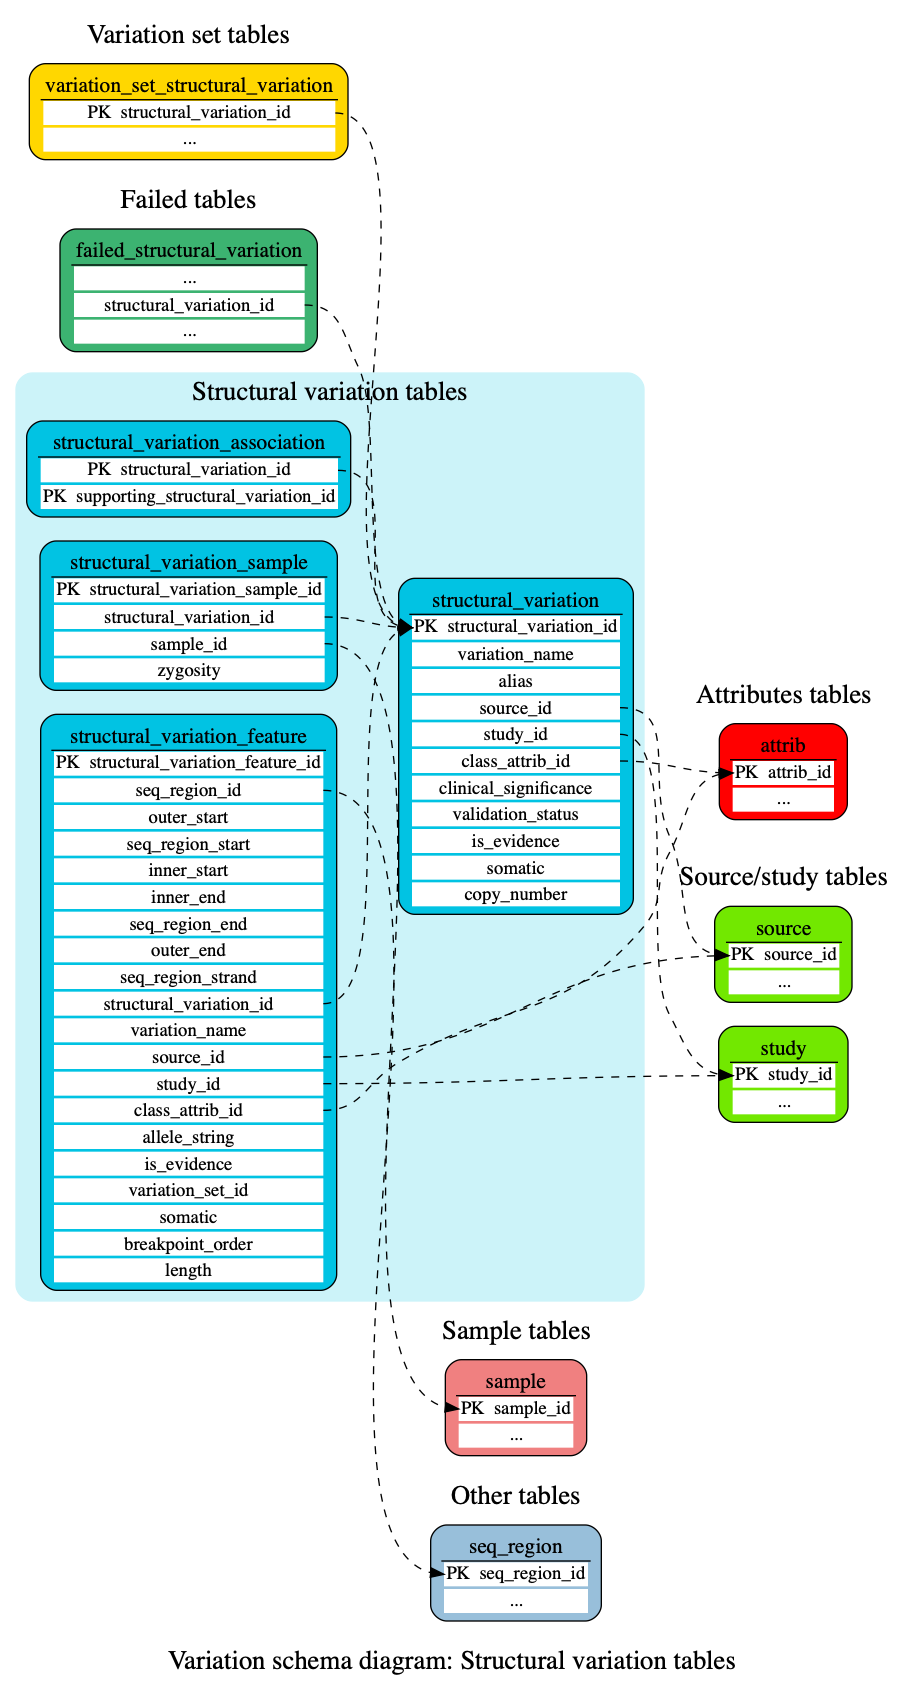 Variation set tables
variation_set_structural_variation
PK structural_variation_id
...
Failed tables
failed_structural_variation
...
structural_variation_id
...
Structural variation tables
structural_variation_association
PK structural_variation_id
PK supporting_structural_variation_id
structural_variation_sample
PK structural_variation_sample_id
structural_variation_id
sample_id
zygosity
structural_variation_feature
PK structural_variation_feature_id
seq_region_id
outer_start
seq_region_start
inner_start
inner_end
seq_region_end
outer_end
seq_region_strand
structural_variation_id
variation_name
source_id
study_id
class_attrib_id
allele_string
is_evidence
variation_set_id
somatic
breakpoint_order
length
structural_variation
PK structural_variation_id
variation_name
alias
source_id
study_id
class_attrib_id
clinical_significance
validation_status
is_evidence
somatic
copy_number
Attributes tables
attrib
PK attrib_id
...
Source/study tables
source
PK source_id
...
study
PK study_id
...
Sample tables
sample
PK sample_id
...
Other tables
seq_region
PK seq_region_id
...
Variation schema diagram: Structural variation tables